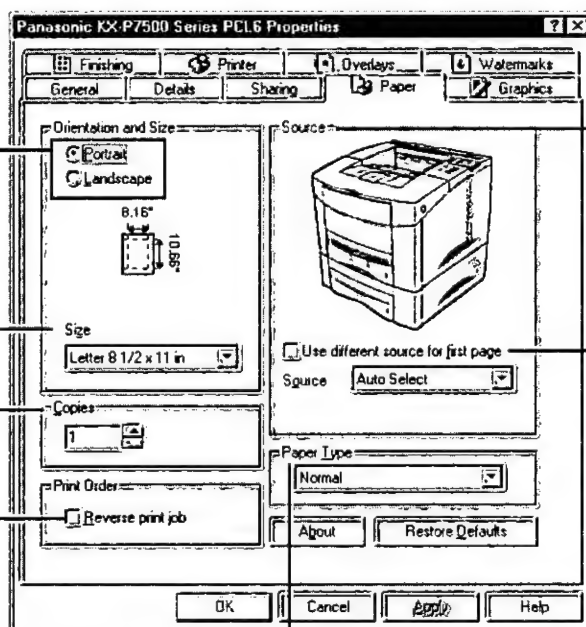 Panasonic KX-P7500 Series PCL6 Properties
Finishing Printer Overlays Watermarks
General Details Sharing Paper Graphics
Orientation and Size
Portrait
Landscape
8.16"
10.66"
Size
Letter 8 1/2 x 11 in
Copies
1
Print Order
Reverse print job
Source
Use different source for first page
Source Auto Select
Paper Type
Normal
About Restore Defaults
OK Cancel Apply Help